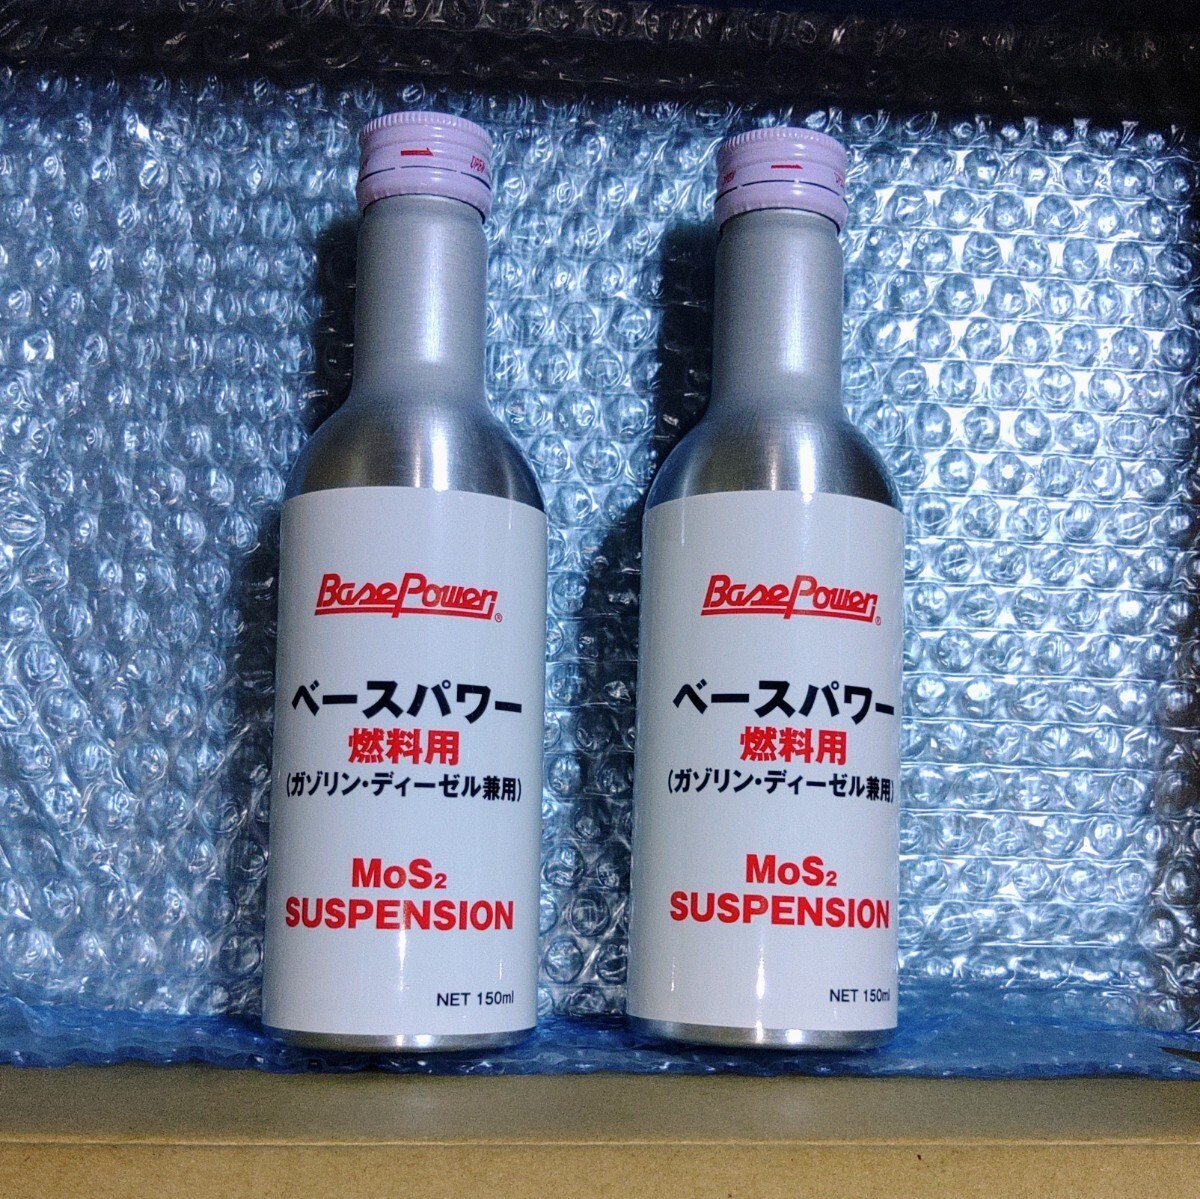 OPEN
BasePower®
ベースパワー
燃料用
(ガソリン・ディーゼル兼用)
MoS₂
SUSPENSION
NET 150ml
BasePower®
ベースパワー
燃料用
(ガソリン・ディーゼル兼用)
MoS₂
SUSPENSION
NET 150ml